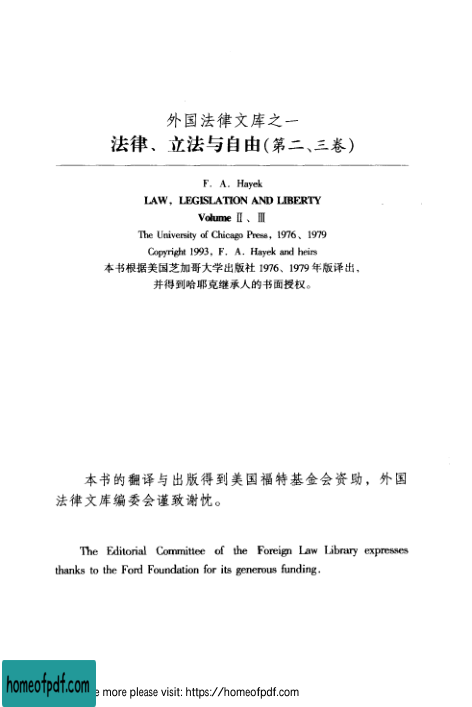 外国法律文库之一
法律、立法与自由(第二、三卷)
F. A. Hayek
LAW, LEGISLATION AND LIBERTY
Volume Ⅱ、Ⅲ
The University of Chicago Press, 1976、1979
Copyright 1993, F. A. Hayek and heirs
本书根据美国芝加哥大学出版社 1976、1979 年版译出，
并得到哈耶克继承人的书面授权。
本书的翻译与出版得到美国福特基金会资助，外国
法律文库编委会谨致谢忱。
The Editorial Committee of the Foreign Law Library expresses
thanks to the Ford Foundation for its generous funding.
homeofpdf.com
e more please visit: https://homeofpdf.com